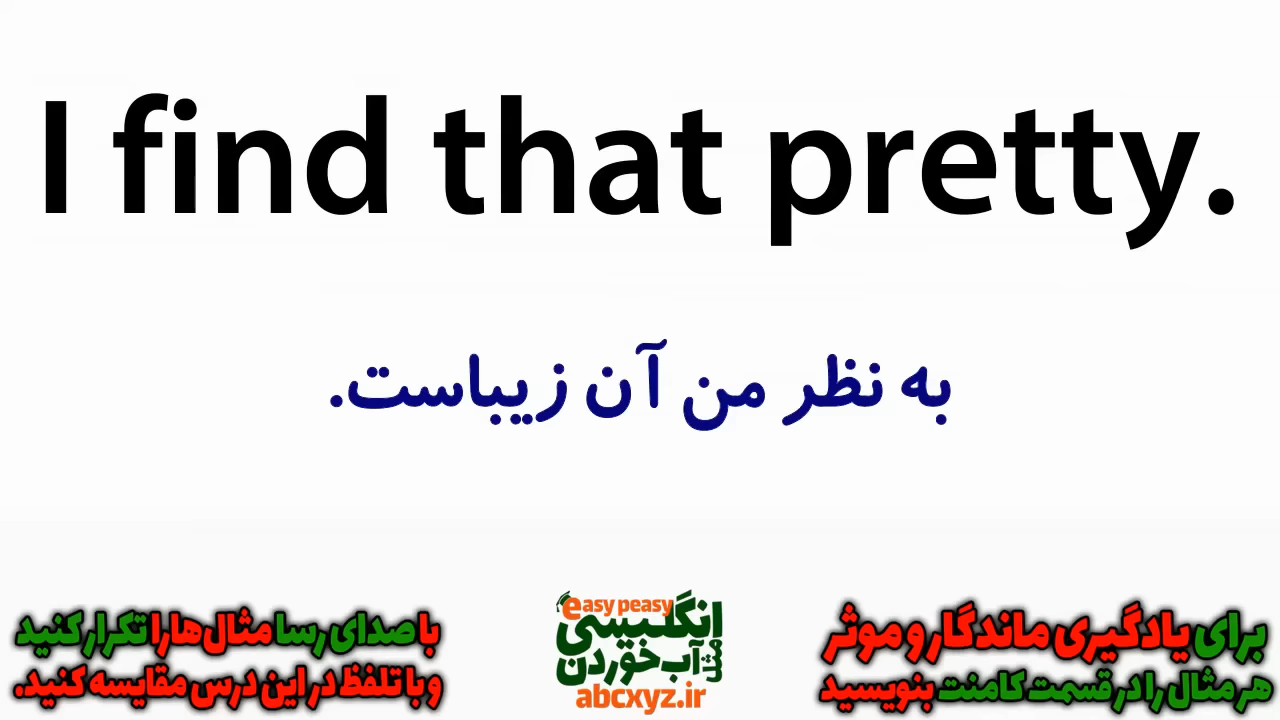 I find that pretty.
به نظر من آن زیباست.
برای یادگیری ماندگار و موثر
هر مثال را در قسمت کامنت بنویسید
easy peasy
انگلیسی
مثل آب خوردن
abcxyz.ir
با صدای رسا مثال‌ها را تکرار کنید
و با تلفظ در این درس مقایسه کنید.